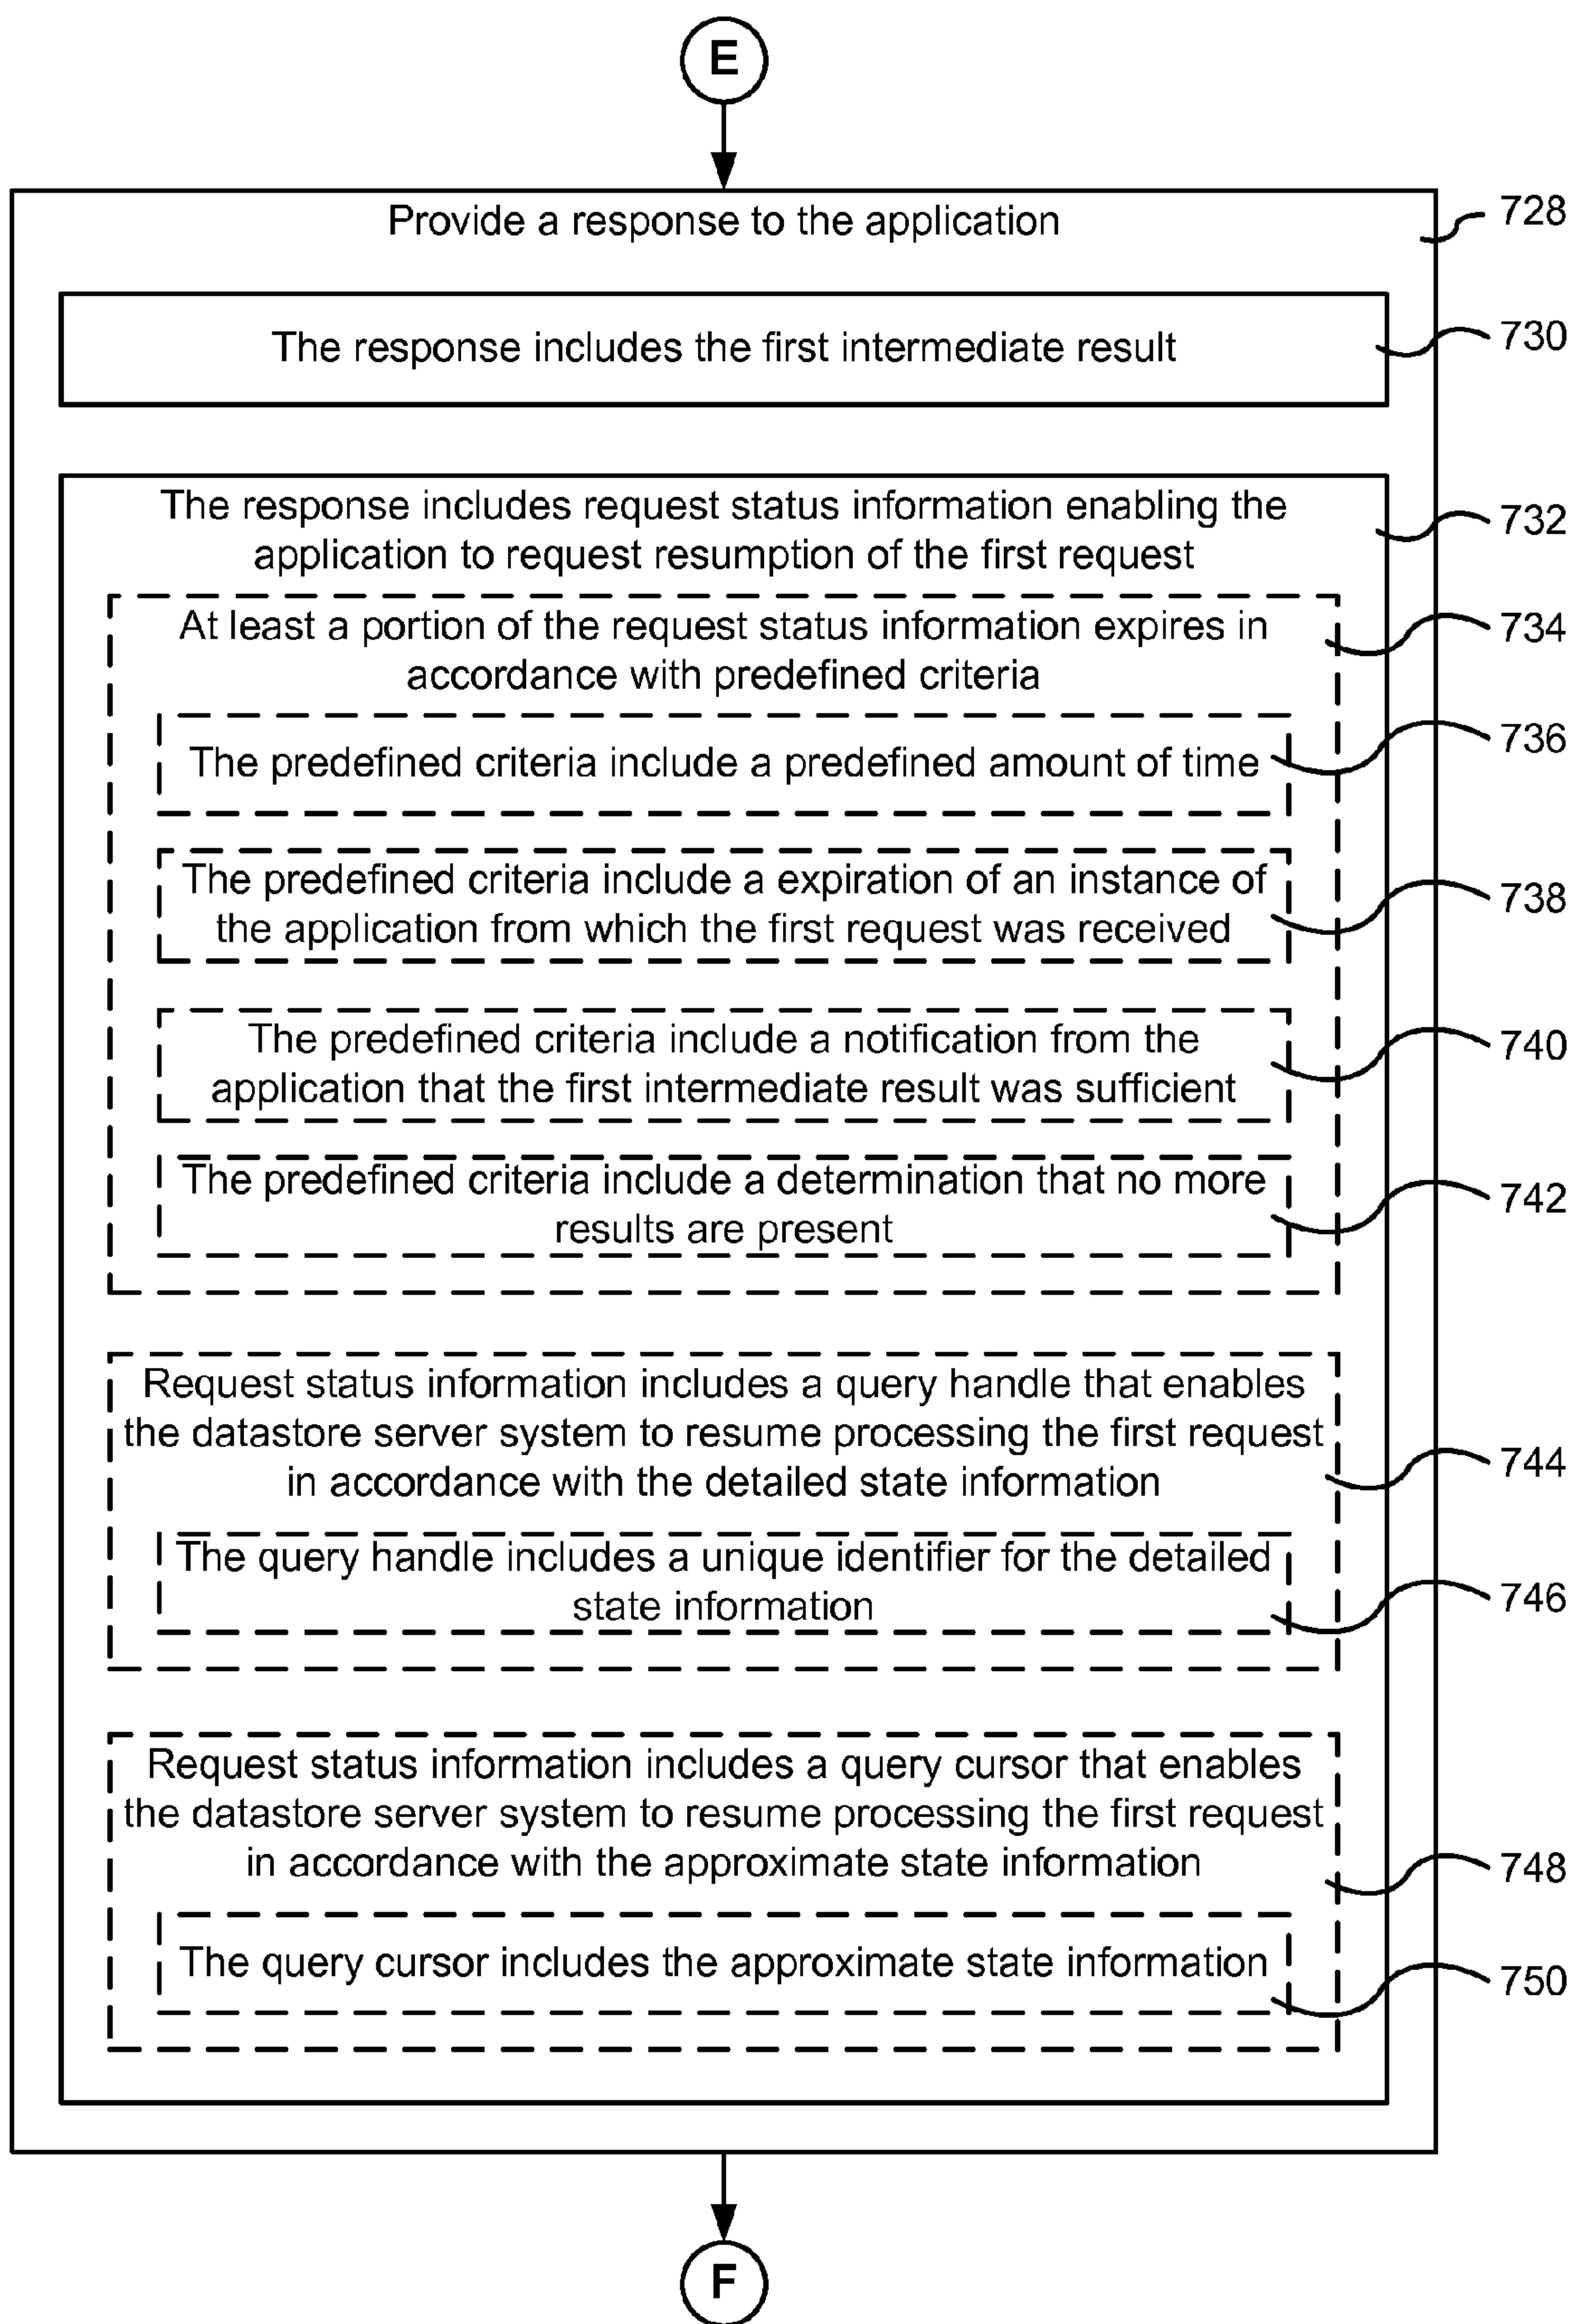 E
Provide a response to the application
728
The response includes the first intermediate result
730
The response includes request status information enabling the
application to request resumption of the first request
732
At least a portion of the request status information expires in
accordance with predefined criteria
734
The predefined criteria include a predefined amount of time
736
The predefined criteria include a expiration of an instance of
the application from which the first request was received
738
The predefined criteria include a notification from the
application that the first intermediate result was sufficient
740
The predefined criteria include a determination that no more
results are present
742
Request status information includes a query handle that enables
the datastore server system to resume processing the first request
in accordance with the detailed state information
744
The query handle includes a unique identifier for the detailed
state information
746
Request status information includes a query cursor that enables
the datastore server system to resume processing the first request
in accordance with the approximate state information
748
The query cursor includes the approximate state information
750
F